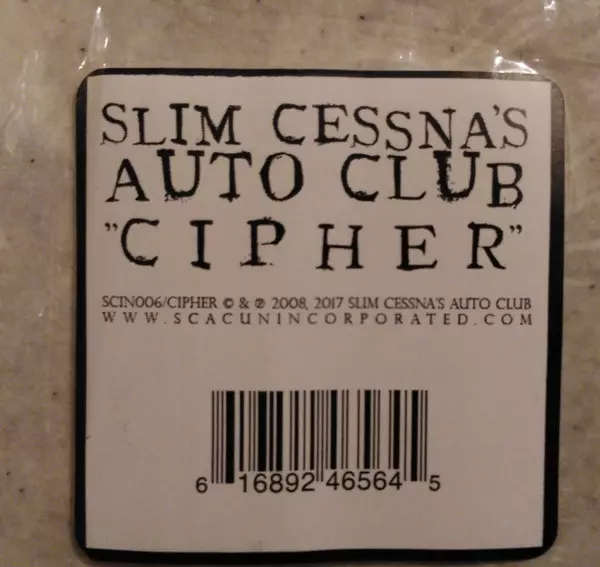 SLIM CESSNA'S
AUTO CLUB
"CIPHER"
SCIN006/CIPHER © & ℗ 2008, 2017 SLIM CESSNA'S AUTO CLUB
WWW.SCACUNINCORPORATED.COM
6 16892 46564 5